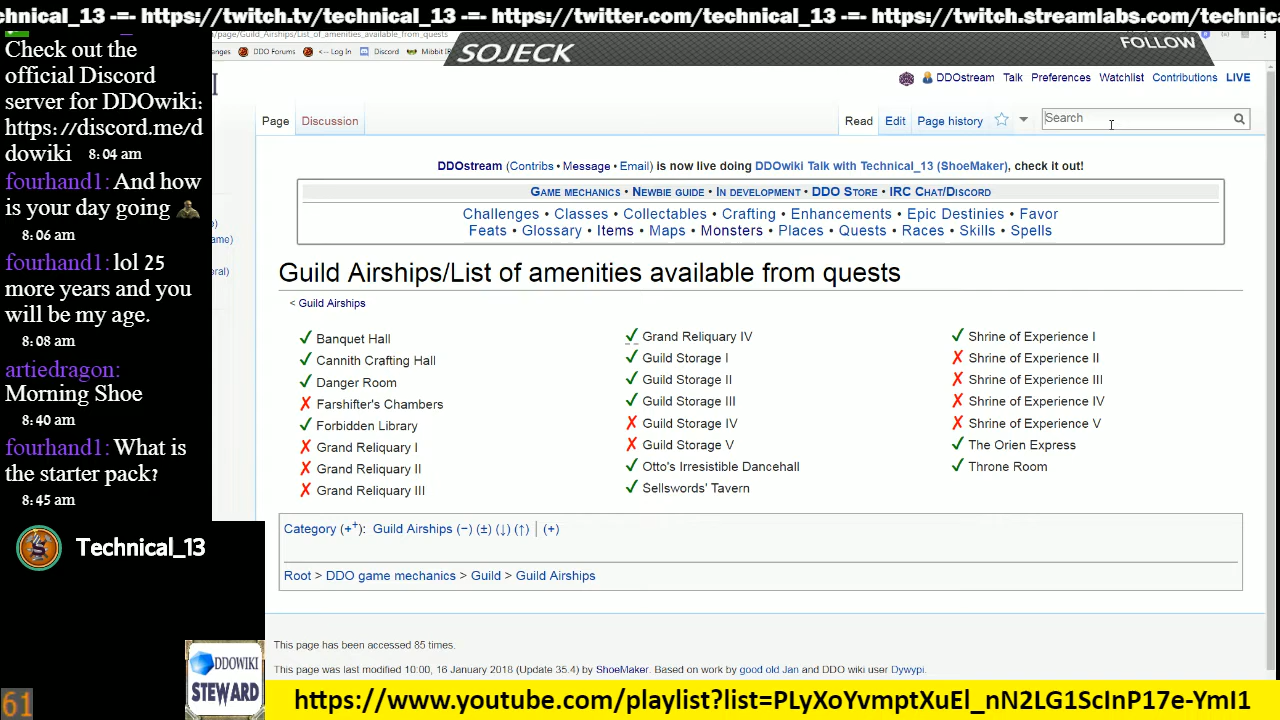 chnical_13 -=- https://twitch.tv/technical_13 -=- https://twitter.com/technical_13 -=- https://twitch.streamlabs.com/technic
page/Guild_Airships/List_of_amenities_available_from_quests
anges DDO Forums <-- Log In Discord Mibbit
SOJECK
FOLLOW
DDOstream Talk Preferences Watchlist Contributions LIVE
Page Discussion Read Edit Page history Search
DDOstream (Contribs • Message • Email) is now live doing DDOwiki Talk with Technical_13 (ShoeMaker), check it out!
Game mechanics • Newbie guide • In development • DDO Store • IRC Chat/Discord
Challenges • Classes • Collectables • Crafting • Enhancements • Epic Destinies • Favor
Feats • Glossary • Items • Maps • Monsters • Places • Quests • Races • Skills • Spells
Guild Airships/List of amenities available from quests
< Guild Airships
✓ Banquet Hall
✓ Cannith Crafting Hall
✓ Danger Room
✗ Farshifter's Chambers
✓ Forbidden Library
✗ Grand Reliquary I
✗ Grand Reliquary II
✗ Grand Reliquary III
✓ Grand Reliquary IV
✓ Guild Storage I
✓ Guild Storage II
✓ Guild Storage III
✗ Guild Storage IV
✗ Guild Storage V
✓ Otto's Irresistible Dancehall
✓ Sellswords' Tavern
✓ Shrine of Experience I
✗ Shrine of Experience II
✗ Shrine of Experience III
✗ Shrine of Experience IV
✗ Shrine of Experience V
✓ The Orien Express
✓ Throne Room
Category (+⁺): Guild Airships (−) (±) (↓) (↑) | (+)
Root > DDO game mechanics > Guild > Guild Airships
This page has been accessed 85 times.
This page was last modified 10:00, 16 January 2018 (Update 35.4) by ShoeMaker. Based on work by good old Jan and DDO wiki user Dywypi.
Check out the
official Discord
server for DDOwiki:
https://discord.me/d
dowiki 8:04 am
fourhand1: And how
is your day going
8:06 am
fourhand1: lol 25
more years and you
will be my age.
8:08 am
artiedragon:
Morning Shoe
8:40 am
fourhand1: What is
the starter pack?
8:45 am
Technical_13
DDOWIKI
STEWARD
61
https://www.youtube.com/playlist?list=PLyXoYvmptXuEl_nN2LG1ScInP17e-YmI1